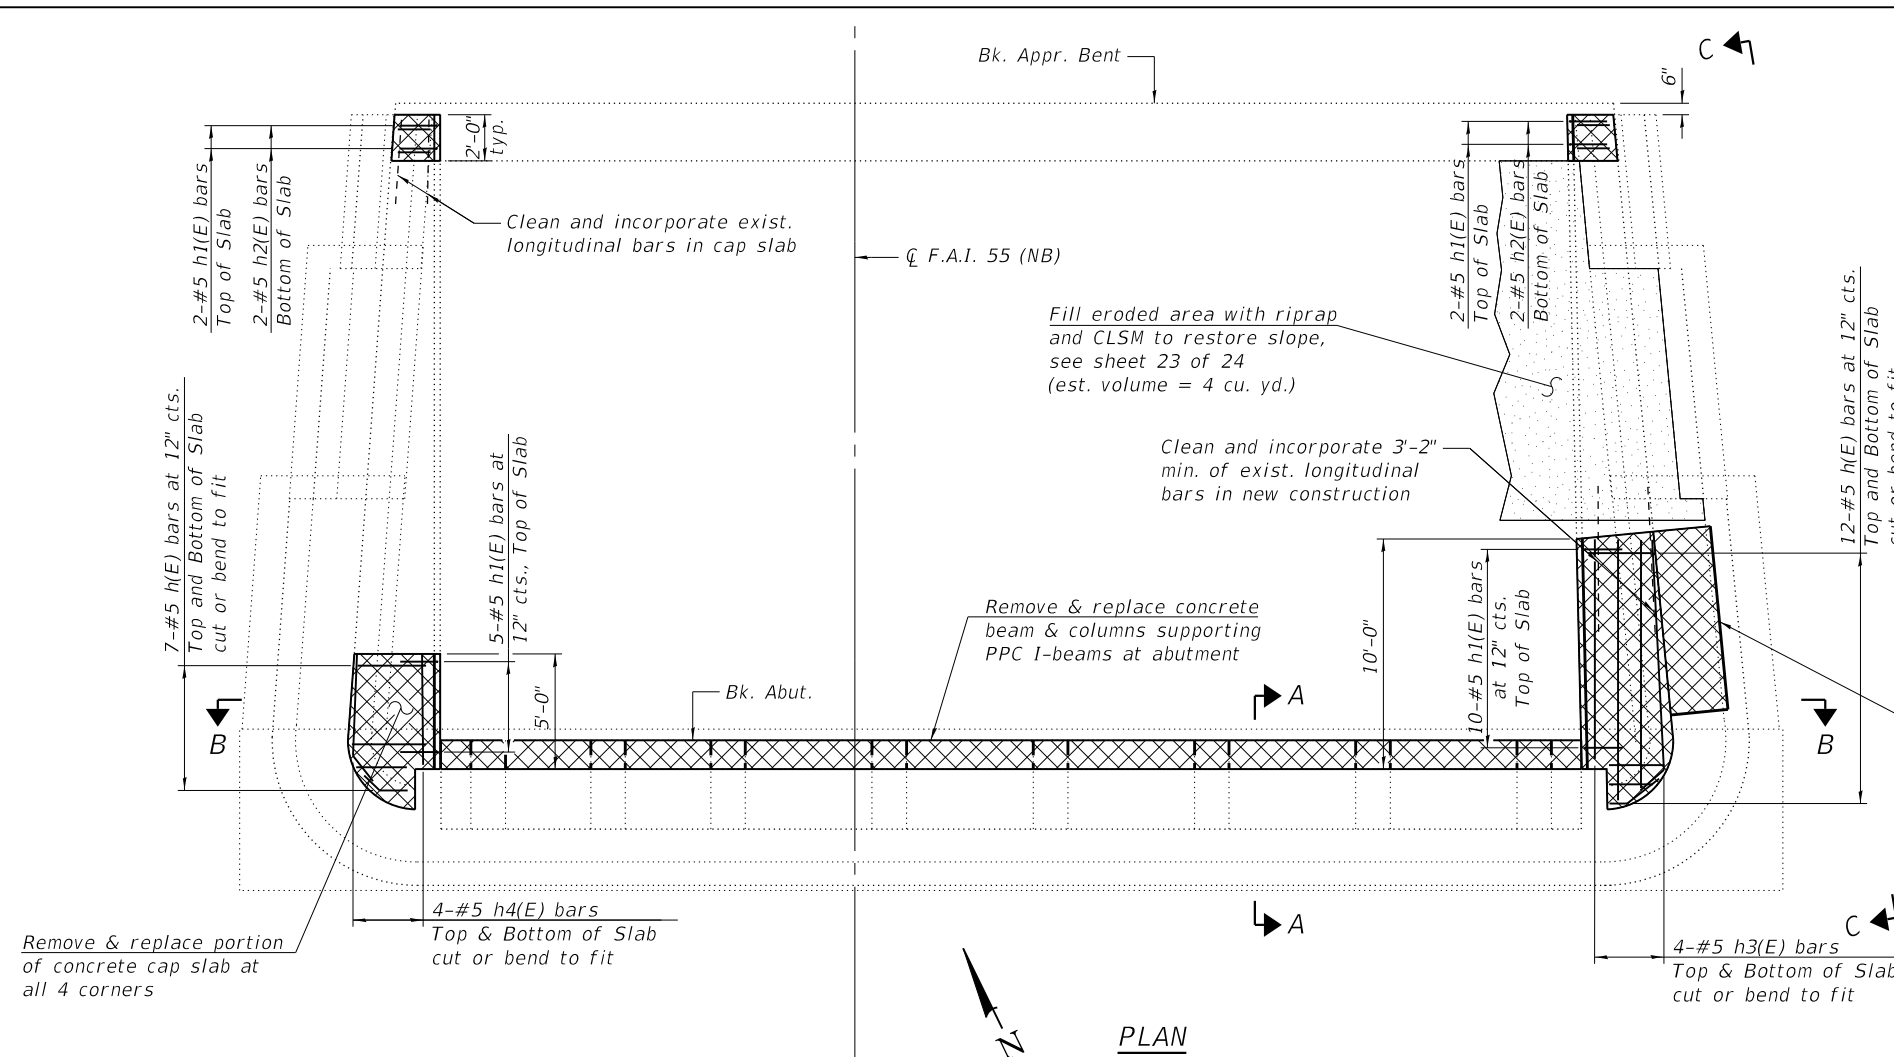 Bk. Appr. Bent
C
6"
2'-0"
typ.
2-#5 h1(E) bars
Top of Slab
2-#5 h2(E) bars
Bottom of Slab
Clean and incorporate exist.
longitudinal bars in cap slab
℄ F.A.I. 55 (NB)
2-#5 h1(E) bars
Top of Slab
2-#5 h2(E) bars
Bottom of Slab
Fill eroded area with riprap
and CLSM to restore slope,
see sheet 23 of 24
(est. volume = 4 cu. yd.)
12-#5 h(E) bars at 12" cts.
Top and Bottom of Slab
cut or bend to fit
7-#5 h(E) bars at 12" cts.
Top and Bottom of Slab
cut or bend to fit
5-#5 h1(E) bars at
12" cts., Top of Slab
Clean and incorporate 3'-2"
min. of exist. longitudinal
bars in new construction
Remove & replace concrete
beam & columns supporting
PPC I-beams at abutment
10'-0"
10-#5 h1(E) bars
at 12" cts.
Top of Slab
5'-0"
Bk. Abut.
A
B
B
4-#5 h4(E) bars
Top & Bottom of Slab
cut or bend to fit
A
C
Remove & replace portion
of concrete cap slab at
all 4 corners
4-#5 h3(E) bars
Top & Bottom of Slab
cut or bend to fit
N
PLAN